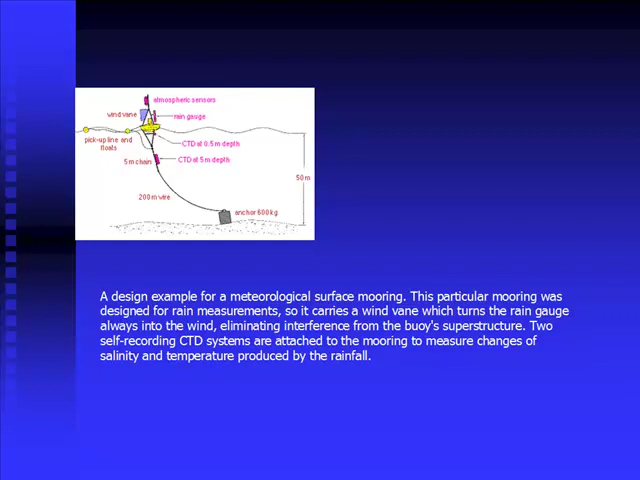 atmospheric sensors
wind vane
rain gauge
pick-up line and
floats
CTD at 0.5 m depth
5 m chain
CTD at 5 m depth
50 m
200 m wire
anchor 600 kg
A design example for a meteorological surface mooring. This particular mooring was
designed for rain measurements, so it carries a wind vane which turns the rain gauge
always into the wind, eliminating interference from the buoy's superstructure. Two
self-recording CTD systems are attached to the mooring to measure changes of
salinity and temperature produced by the rainfall.